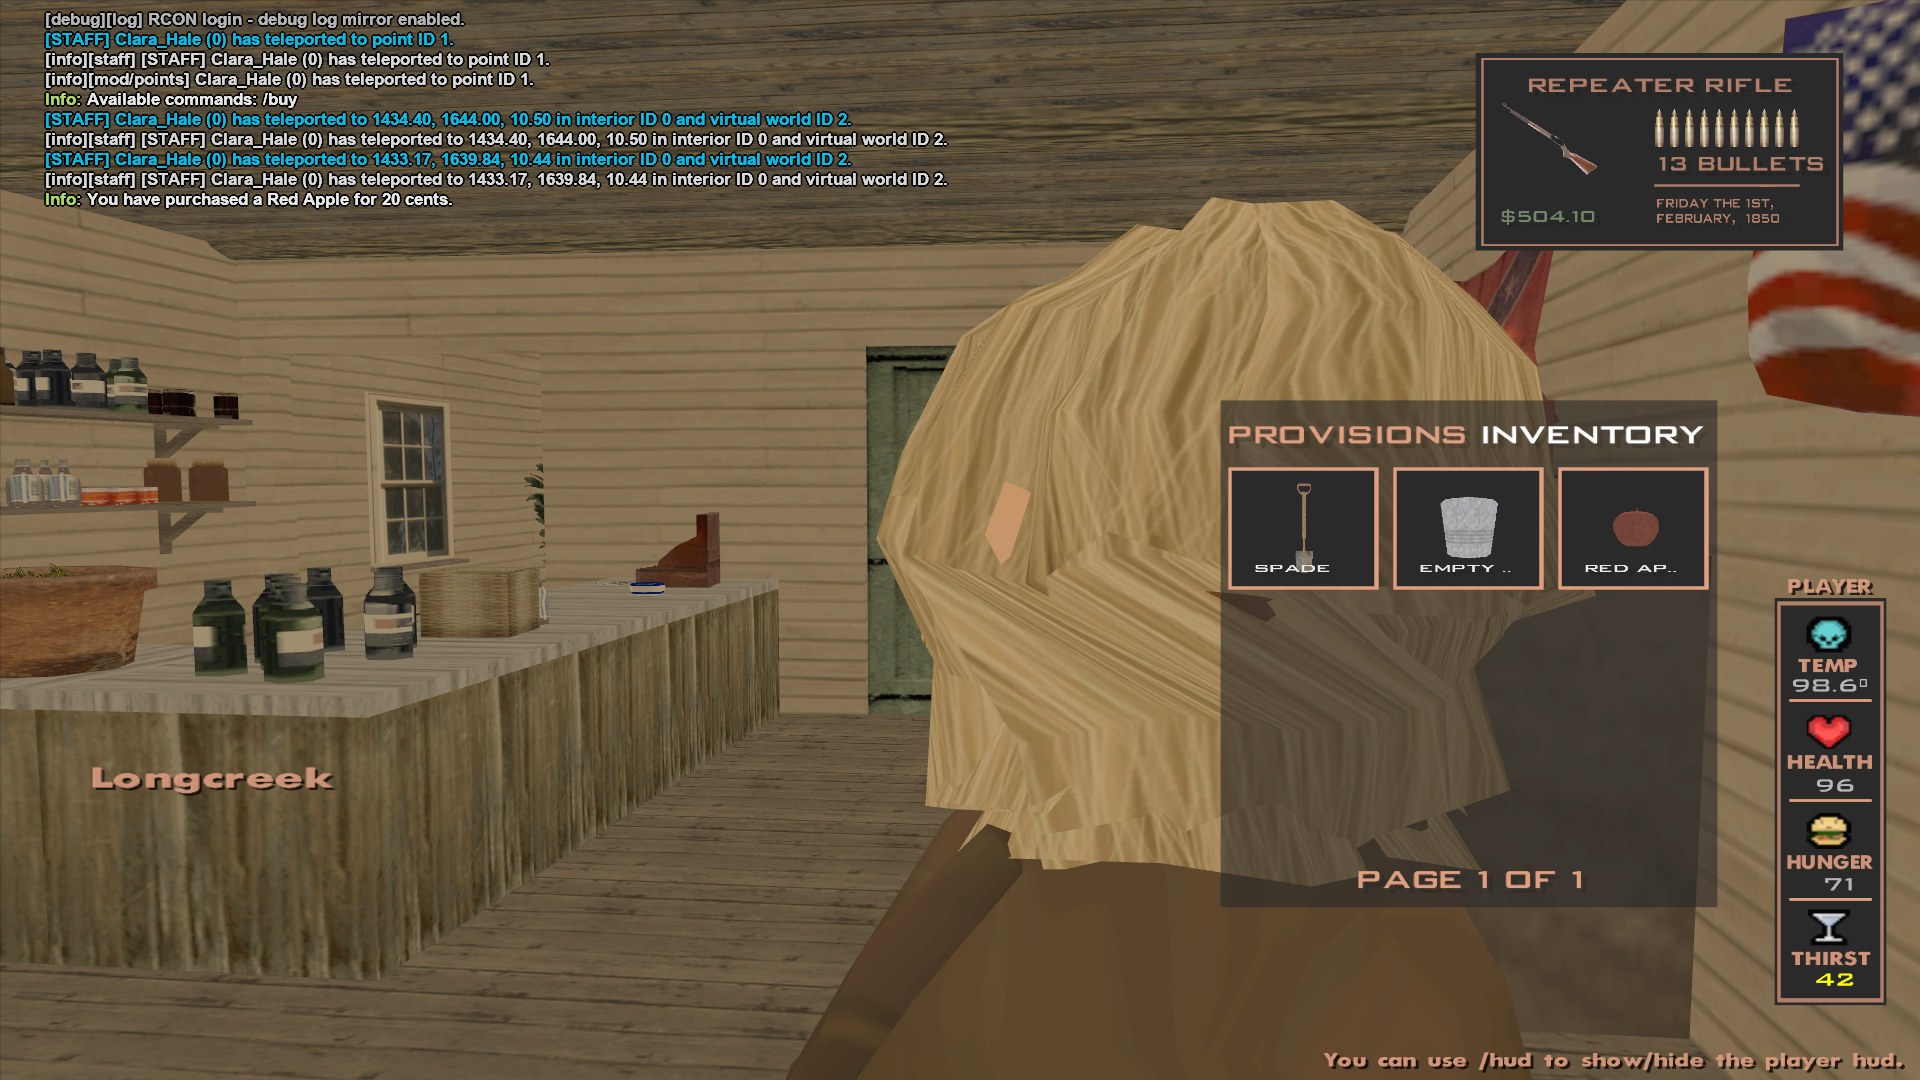 [debug][log] RCON login - debug log mirror enabled.
[STAFF] Clara_Hale (0) has teleported to point ID 1.
[info][staff] [STAFF] Clara_Hale (0) has teleported to point ID 1.
[info][mod/points] Clara_Hale (0) has teleported to point ID 1.
Info: Available commands: /buy
[STAFF] Clara_Hale (0) has teleported to 1434.40, 1644.00, 10.50 in interior ID 0 and virtual world ID 2.
[info][staff] [STAFF] Clara_Hale (0) has teleported to 1434.40, 1644.00, 10.50 in interior ID 0 and virtual world ID 2.
[STAFF] Clara_Hale (0) has teleported to 1433.17, 1639.84, 10.44 in interior ID 0 and virtual world ID 2.
[info][staff] [STAFF] Clara_Hale (0) has teleported to 1433.17, 1639.84, 10.44 in interior ID 0 and virtual world ID 2.
Info: You have purchased a Red Apple for 20 cents.
REPEATER RIFLE
13 BULLETS
$504.10
FRIDAY THE 1ST,
FEBRUARY, 1850
PROVISIONS INVENTORY
SPADE
EMPTY ..
RED AP..
PAGE 1 OF 1
Longcreek
PLAYER
TEMP
98.6
HEALTH
96
HUNGER
71
THIRST
42
You can use /hud to show/hide the player hud.